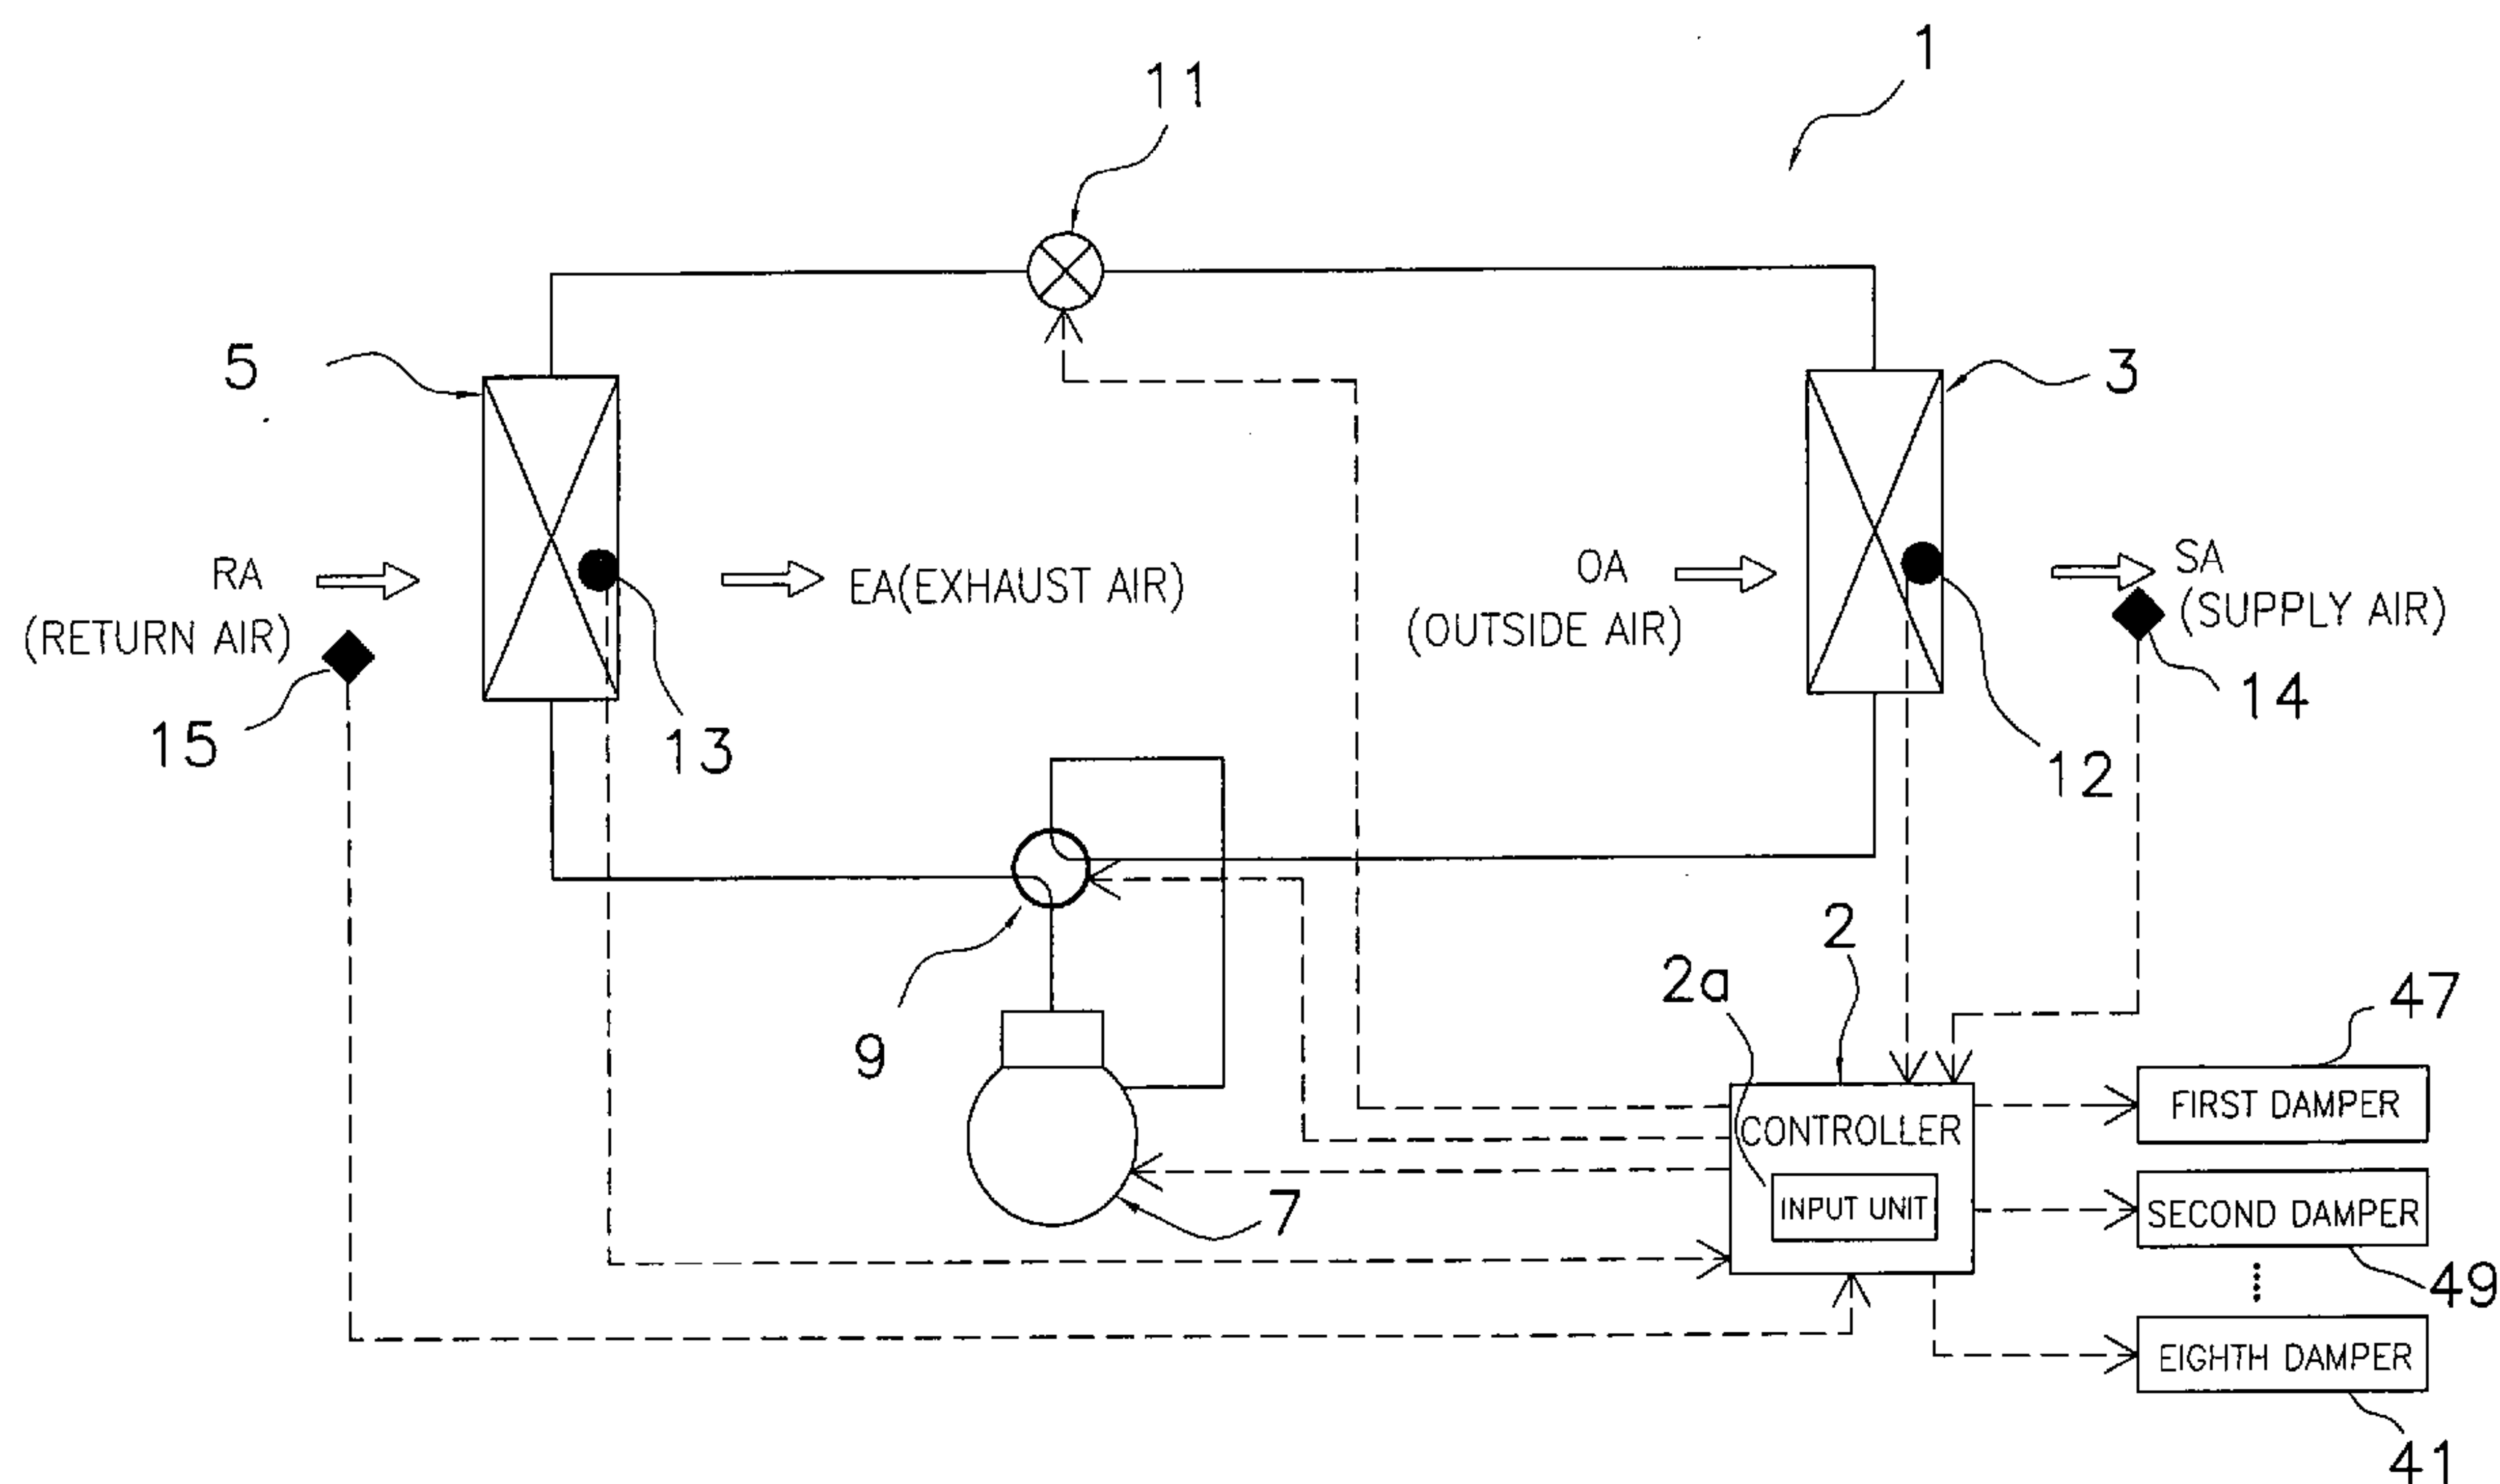 1
11
5
3
RA
(RETURN AIR)
EA(EXHAUST AIR)
OA
(OUTSIDE AIR)
SA
(SUPPLY AIR)
15
13
14
12
9
2
2a
47
CONTROLLER
FIRST DAMPER
7
INPUT UNIT
SECOND DAMPER
49
EIGHTH DAMPER
41